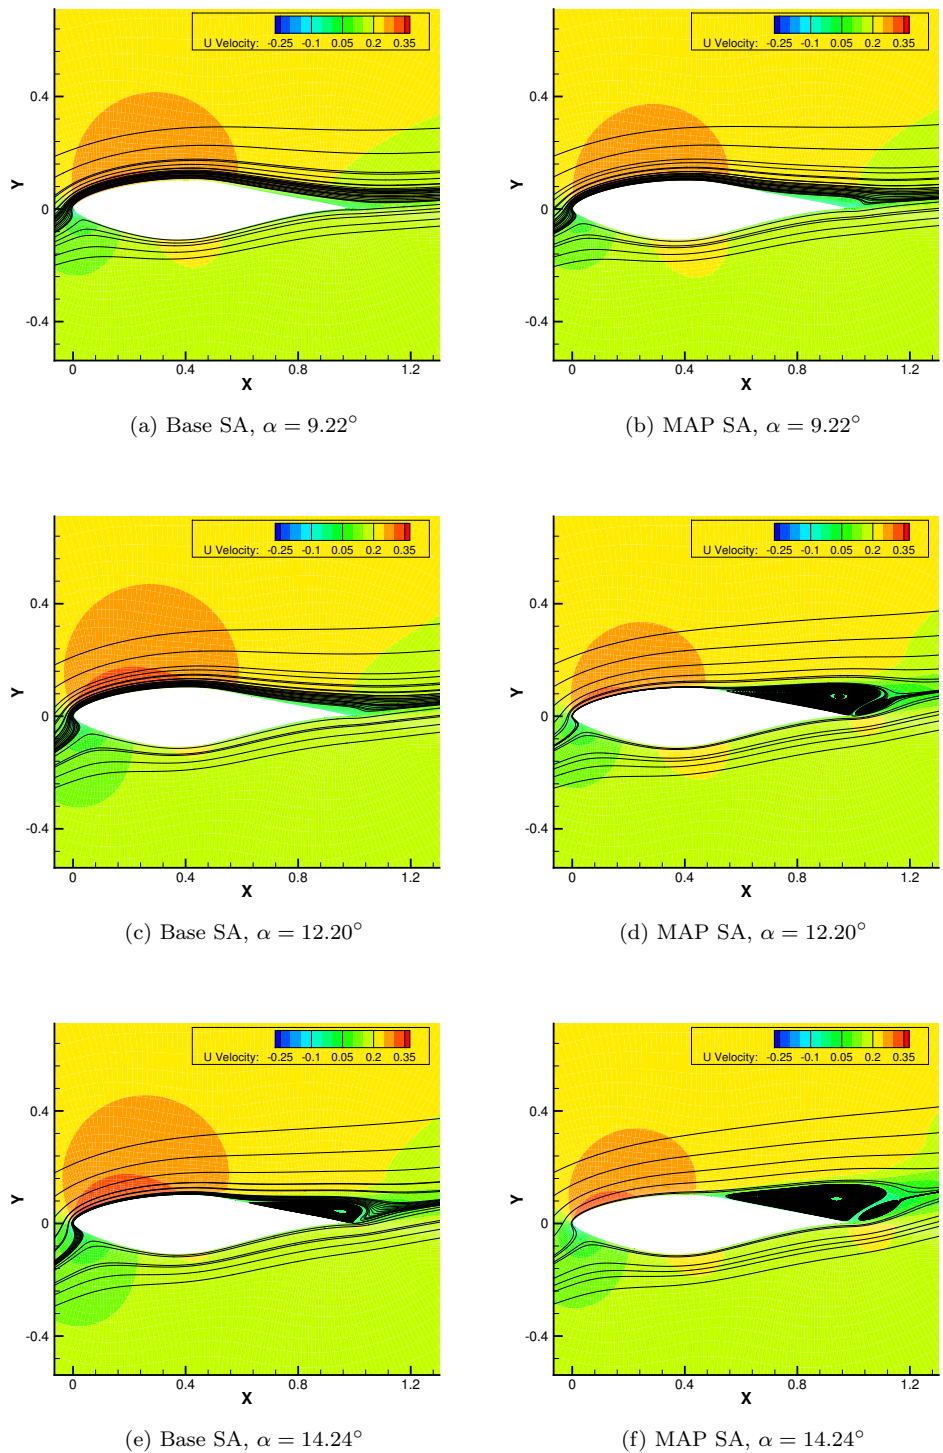 U Velocity: -0.25 -0.1 0.05 0.2 0.35
U Velocity: -0.25 -0.1 0.05 0.2 0.35
0.4
0
-0.4
Y
0 0.4 0.8 1.2
X
0.4
0
-0.4
Y
0 0.4 0.8 1.2
X
(a) Base SA, α = 9.22°
(b) MAP SA, α = 9.22°
U Velocity: -0.25 -0.1 0.05 0.2 0.35
U Velocity: -0.25 -0.1 0.05 0.2 0.35
0.4
0
-0.4
Y
0 0.4 0.8 1.2
X
0.4
0
-0.4
Y
0 0.4 0.8 1.2
X
(c) Base SA, α = 12.20°
(d) MAP SA, α = 12.20°
U Velocity: -0.25 -0.1 0.05 0.2 0.35
U Velocity: -0.25 -0.1 0.05 0.2 0.35
0.4
0
-0.4
Y
0 0.4 0.8 1.2
X
0.4
0
-0.4
Y
0 0.4 0.8 1.2
X
(e) Base SA, α = 14.24°
(f) MAP SA, α = 14.24°